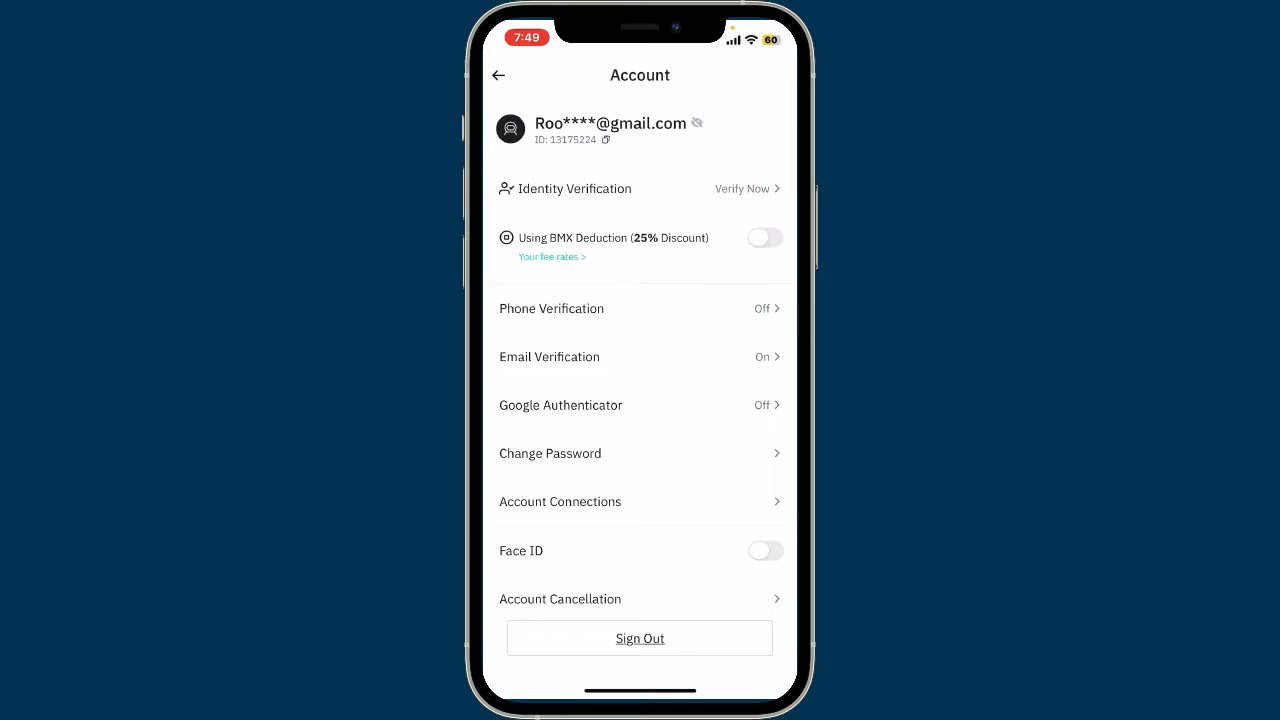 7:49
60
Account
Roo****@gmail.com
ID: 13175224
Identity Verification Verify Now >
Using BMX Deduction (25% Discount)
Your fee rates >
Phone Verification Off >
Email Verification On >
Google Authenticator Off >
Change Password >
Account Connections >
Face ID
Account Cancellation >
Sign Out